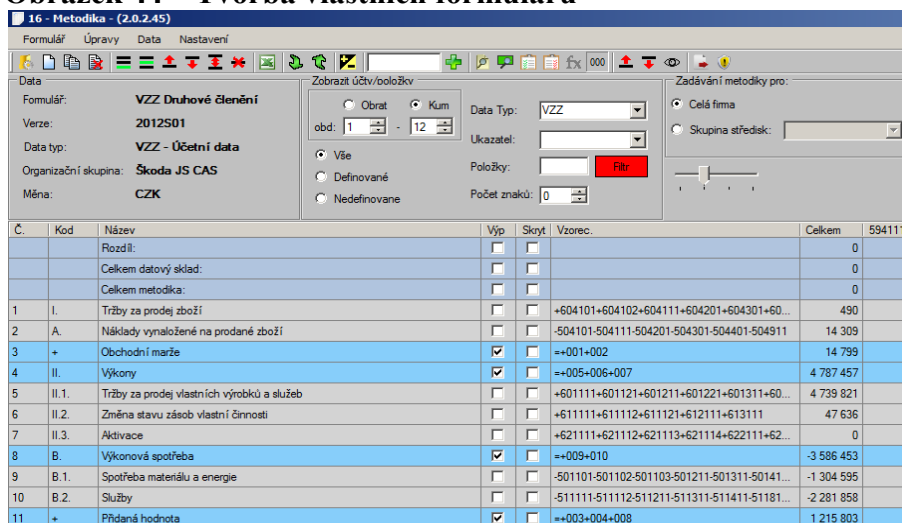 Obrázek 44 – Tvorba vlastních formulářů
16 - Metodika - (2.0.2.45)
Formulář Úpravy Data Nastavení
fx 000
Data
Formulář: VZZ Druhové členění
Verze: 2012S01
Data typ: VZZ - Účetní data
Organizační skupina: Škoda JS CAS
Měna: CZK
Zobrazit účty/položky
Obrat Kum
obd: 1 - 12
Vše
Definované
Nedefinovane
Data Typ: VZZ
Ukazatel:
Položky: Filtr
Počet znaků: 0
Zadávání metodiky pro:
Celá firma
Skupina středisek:
Č. Kod Název Výp Skryt Vzorec. Celkem 594111
Rozdíl: 0
Celkem datový sklad: 0
Celkem metodika: 0
1 I. Tržby za prodej zboží +604101+604102+604111+604201+604301+60... 490
2 A. Náklady vynaložené na prodané zboží -504101-504111-504201-504301-504401-504911 14 309
3 + Obchodní marže =+001+002 14 799
4 II. Výkony =+005+006+007 4 787 457
5 II.1. Tržby za prodej vlastních výrobků a služeb +601111+601121+601211+601221+601311+60... 4 739 821
6 II.2. Změna stavu zásob vlastní činnosti +611111+611112+611121+612111+613111 47 636
7 II.3. Aktivace +621111+621112+621113+621114+622111+62... 0
8 B. Výkonová spotřeba =+009+010 -3 586 453
9 B.1. Spotřeba materiálu a energie -501101-501102-501103-501211-501311-50141... -1 304 595
10 B.2. Služby -511111-511112-511211-511311-511411-51181... -2 281 858
11 + Přidaná hodnota =+003+004+008 1 215 803